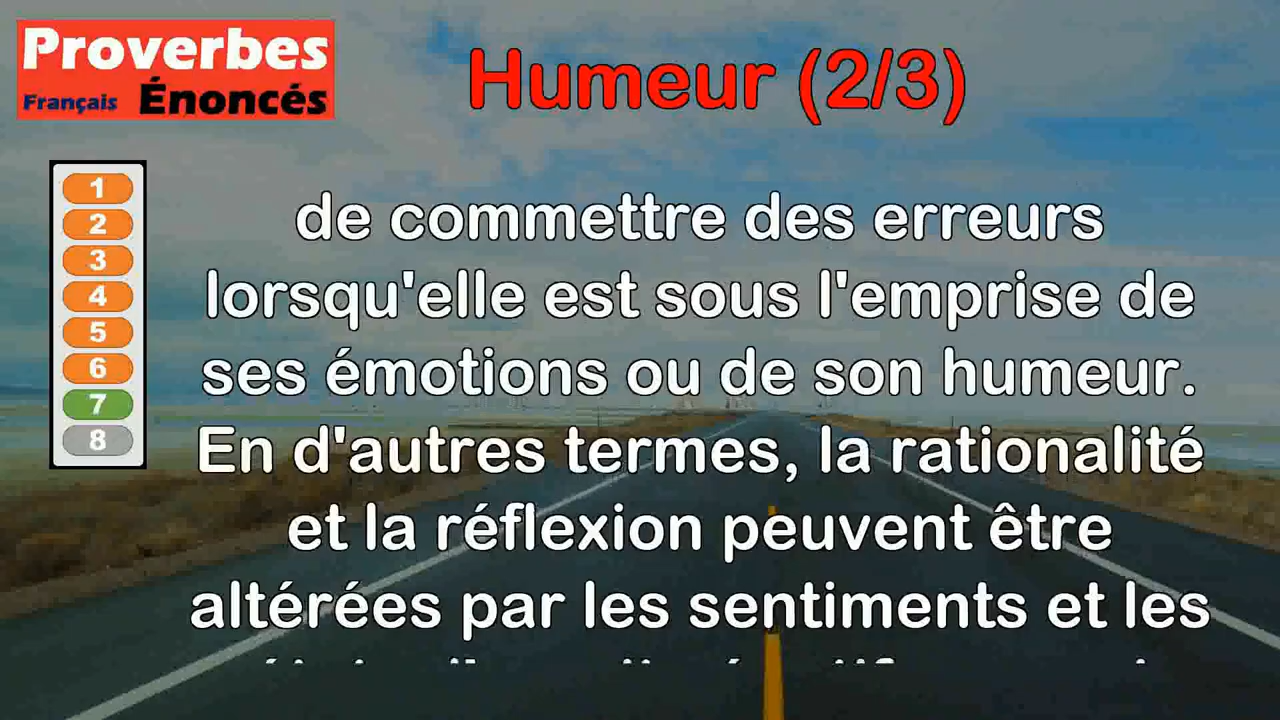 Proverbes
Français Énoncés
Humeur (2/3)
1
2
3
4
5
6
7
8
de commettre des erreurs
lorsqu'elle est sous l'emprise de
ses émotions ou de son humeur.
En d'autres termes, la rationalité
et la réflexion peuvent être
altérées par les sentiments et les